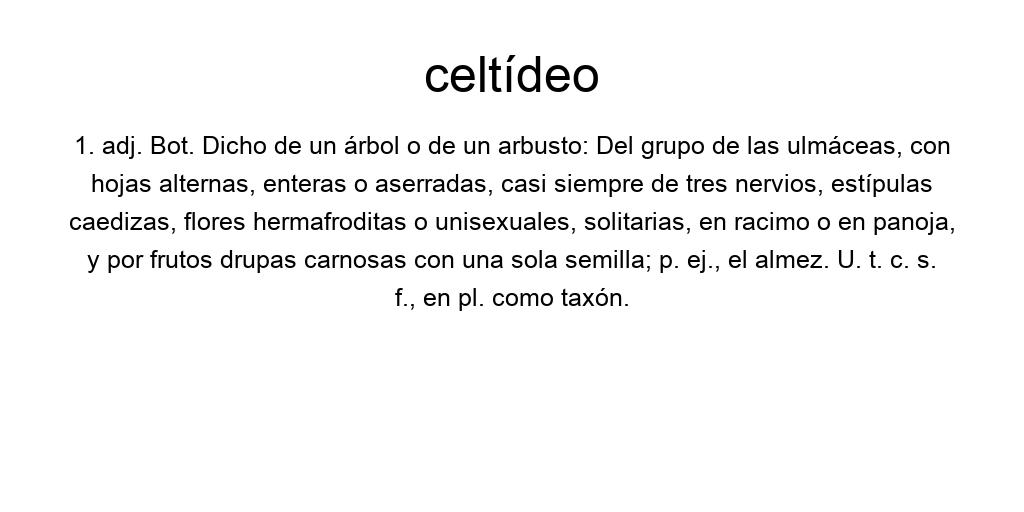 celtídeo
1. adj. Bot. Dicho de un árbol o de un arbusto: Del grupo de las ulmáceas, con
hojas alternas, enteras o aserradas, casi siempre de tres nervios, estípulas
caedizas, flores hermafroditas o unisexuales, solitarias, en racimo o en panoja,
y por frutos drupas carnosas con una sola semilla; p. ej., el almez. U. t. c. s.
f., en pl. como taxón.